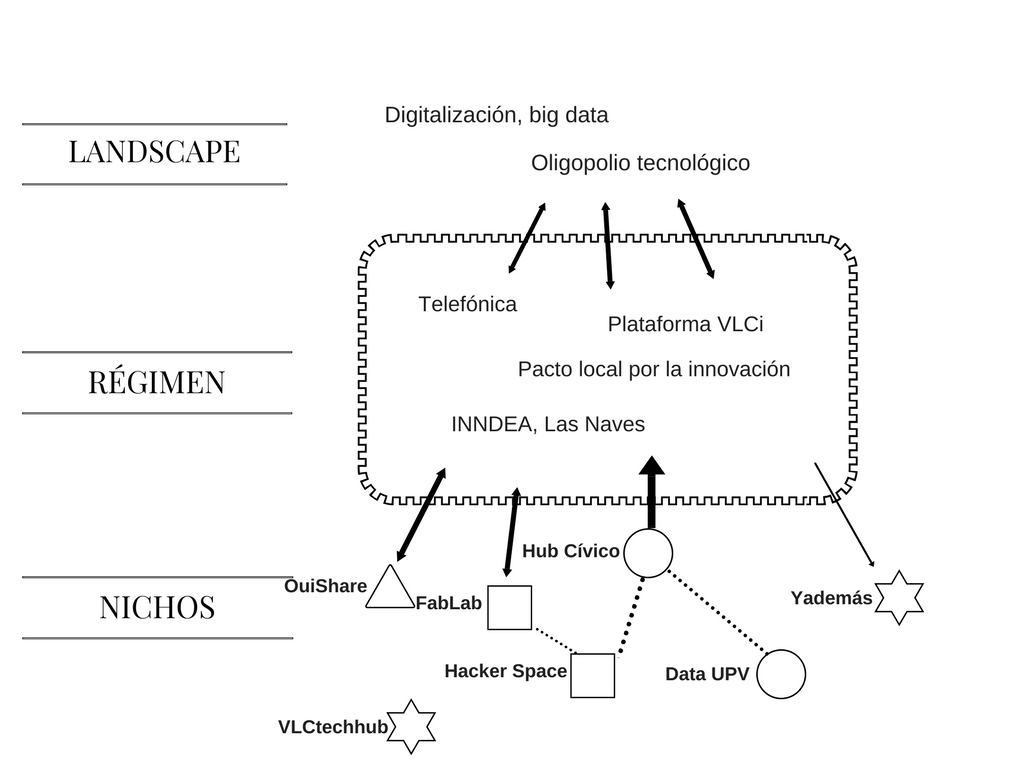 Digitalización, big data
LANDSCAPE
Oligopolio tecnológico
Telefónica
Plataforma VLCi
RÉGIMEN
Pacto local por la innovación
INNDEA, Las Naves
Hub Cívico
OuiShare
FabLab
NICHOS
Yademás
Hacker Space
Data UPV
VLCtechhub